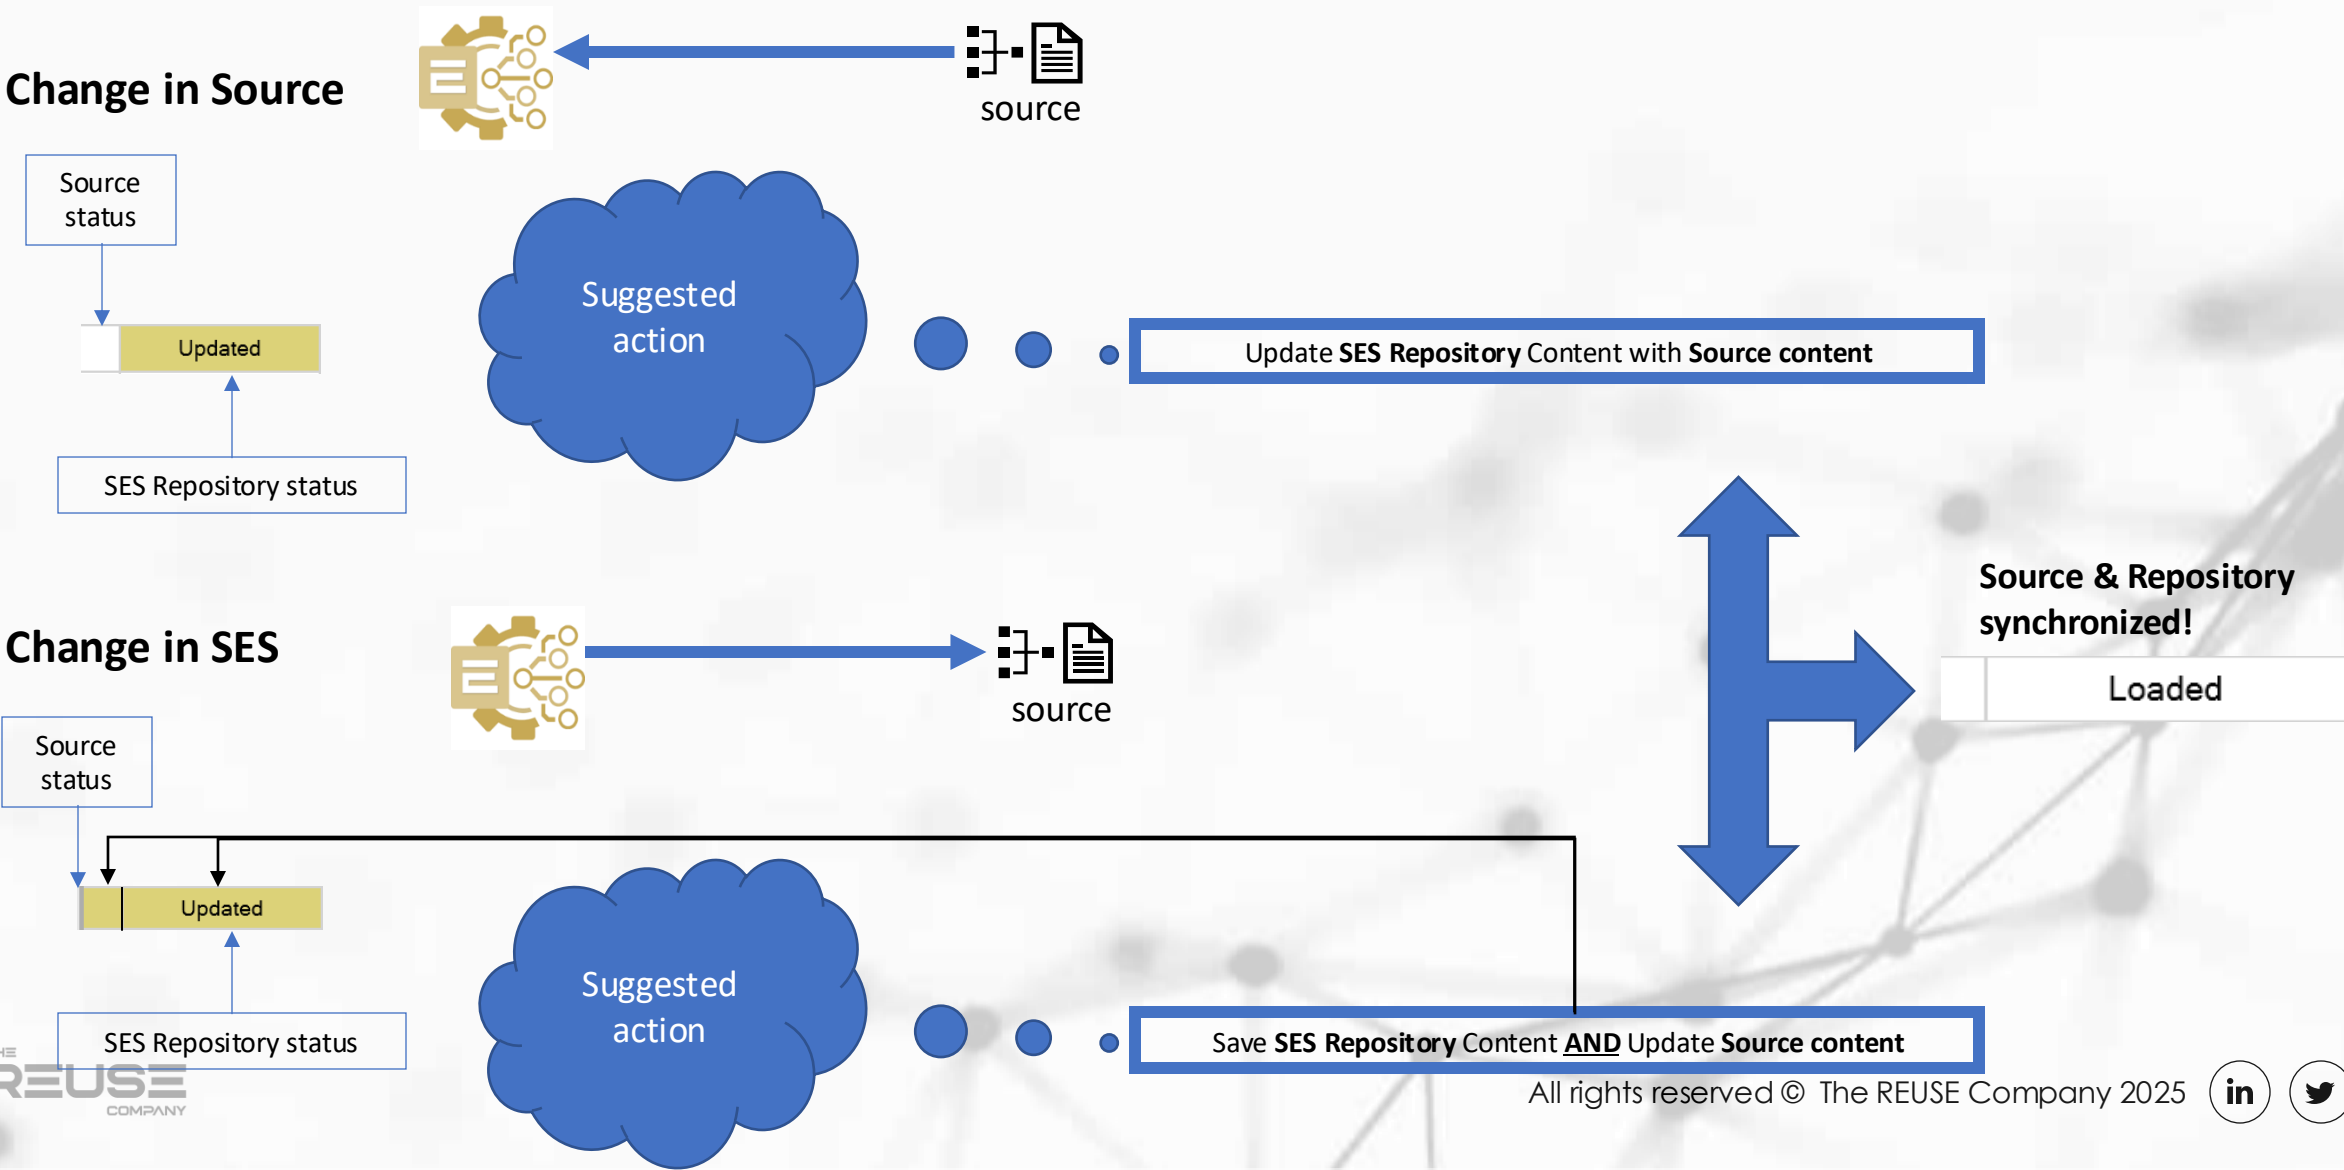 Change in Source
source
Source
status
Suggested
action
Updated
Update SES Repository Content with Source content
SES Repository status
Source & Repository
synchronized!
Loaded
Change in SES
source
Source
status
Updated
Suggested
action
SES Repository status
Save SES Repository Content AND Update Source content
REUSE
COMPANY
All rights reserved © The REUSE Company 2025
in